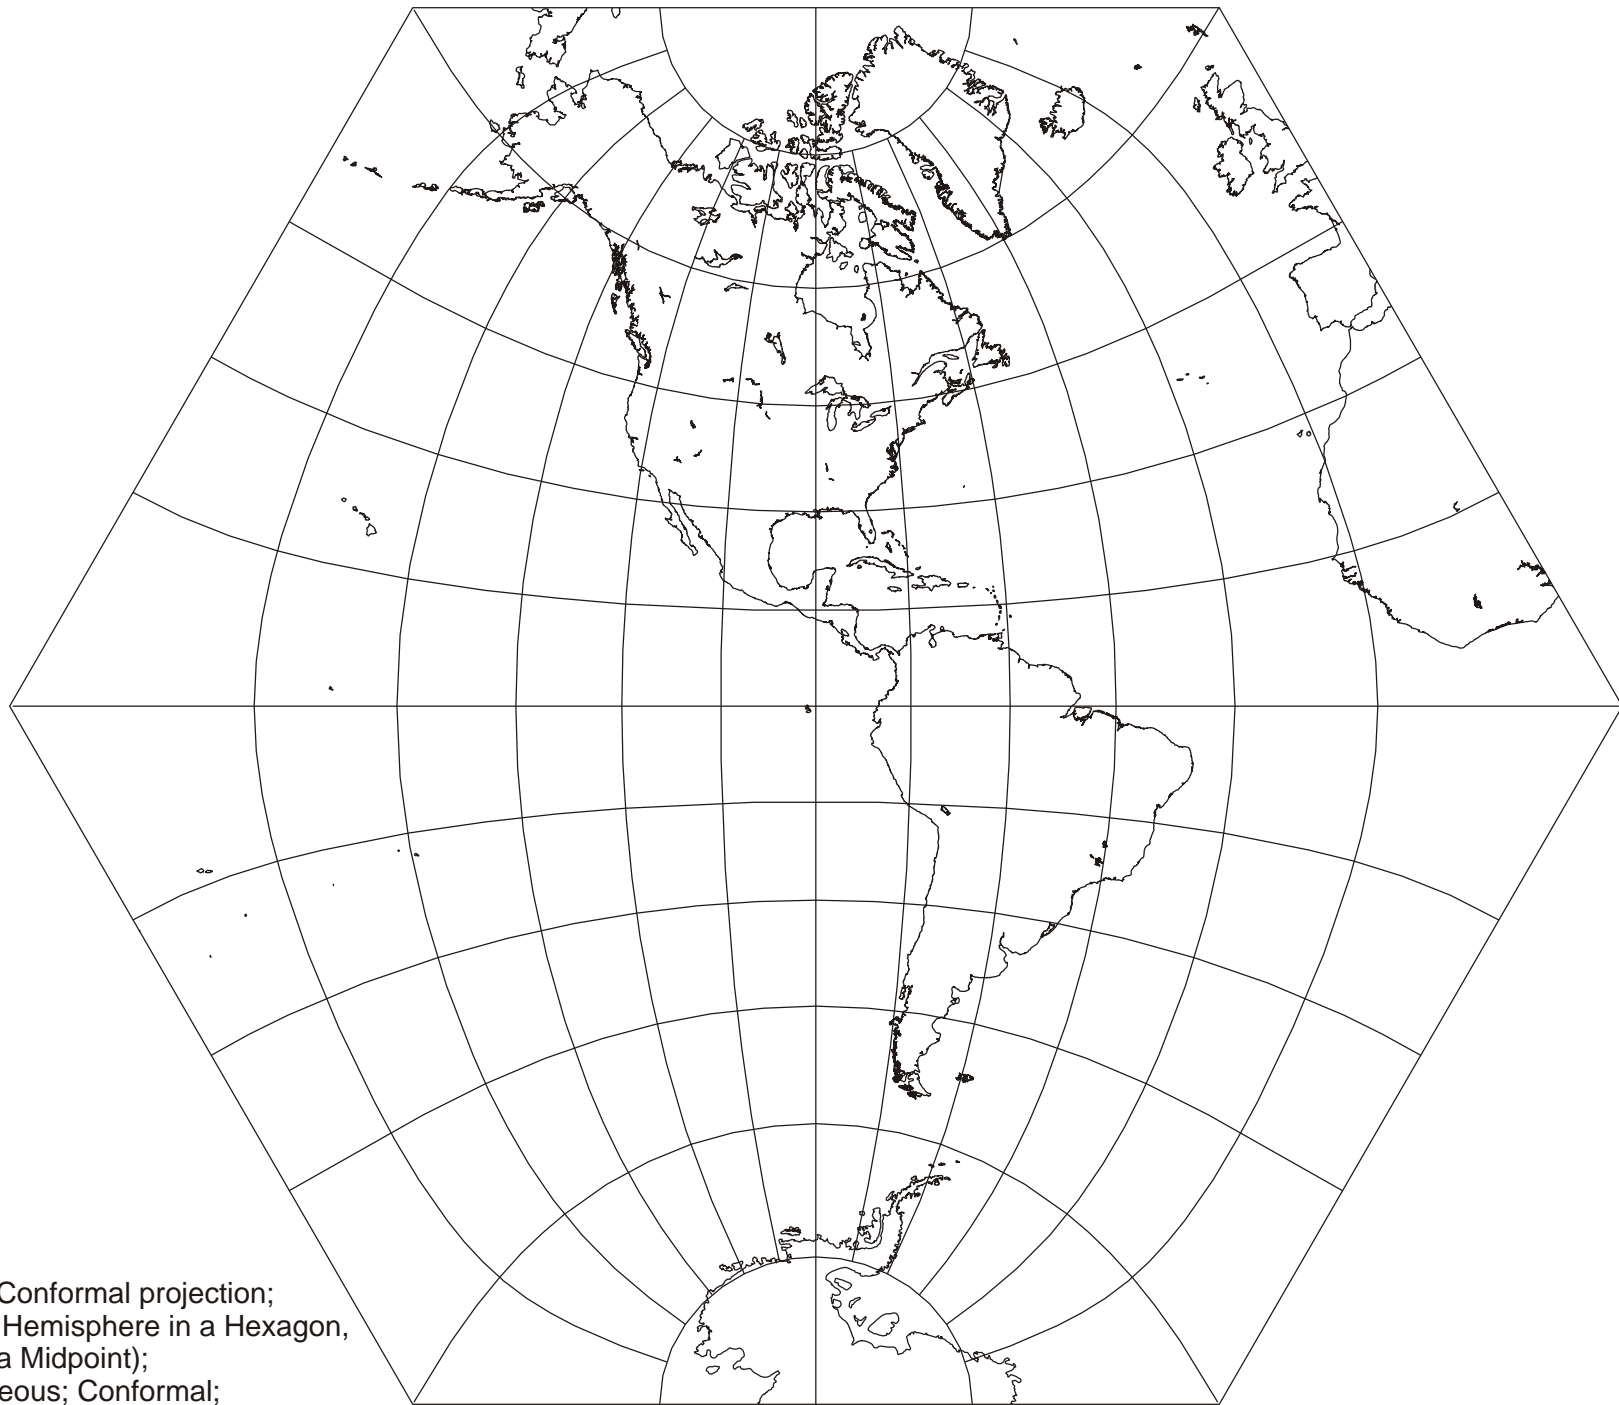 Conformal projection;
Hemisphere in a Hexagon,
a Midpoint);
eous; Conformal;